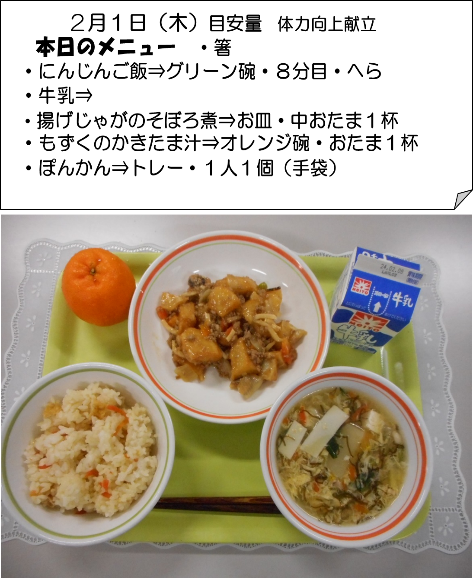 ２月１日（木）目安量　体力向上献立
本日のメニュー　・箸
・にんじんご飯⇒グリーン碗・８分目・へら
・牛乳⇒
・揚げじゃがのそぼろ煮⇒お皿・中おたま１杯
・もずくのかきたま汁⇒オレンジ碗・おたま１杯
・ぽんかん⇒トレー・１人１個（手袋）
牛乳